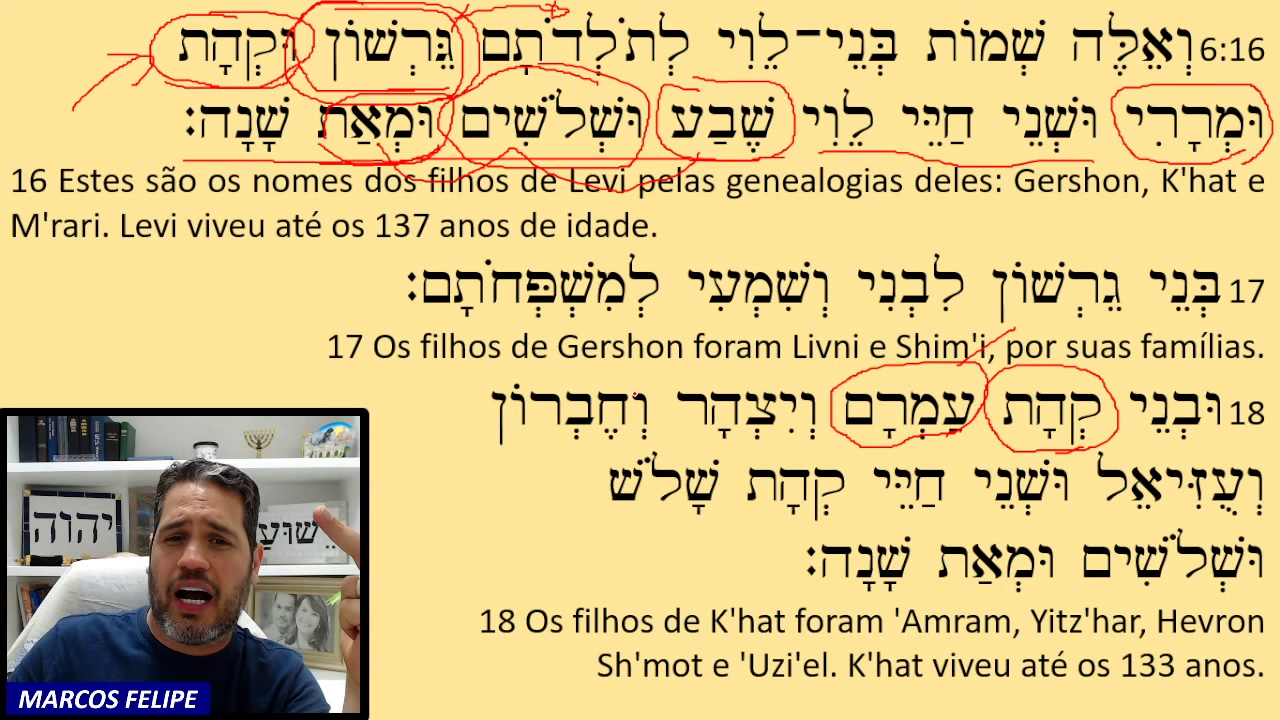 6:16 וְאֵלֶּה שְׁמוֹת בְּנֵי־לֵוִי לְתֹלְדֹתָם גֵּרְשׁוֹן וּקְהָת
וּמְרָרִי וּשְׁנֵי חַיֵּי לֵוִי שֶׁבַע וּשְׁלֹשִׁים וּמְאַת שָׁנָה׃
16 Estes são os nomes dos filhos de Levi pelas genealogias deles: Gershon, K'hat e
M'rari. Levi viveu até os 137 anos de idade.
17 בְּנֵי גֵרְשׁוֹן לִבְנִי וְשִׁמְעִי לְמִשְׁפְּחֹתָם׃
17 Os filhos de Gershon foram Livni e Shim'i, por suas famílias.
18 וּבְנֵי קְהָת עַמְרָם וְיִצְהָר וְחֶבְרוֹן
וְעֻזִּיאֵל וּשְׁנֵי חַיֵּי קְהָת שָׁלֹשׁ
וּשְׁלֹשִׁים וּמְאַת שָׁנָה׃
18 Os filhos de K'hat foram 'Amram, Yitz'har, Hevron
Sh'mot e 'Uzi'el. K'hat viveu até os 133 anos.
יהוה
MARCOS FELIPE